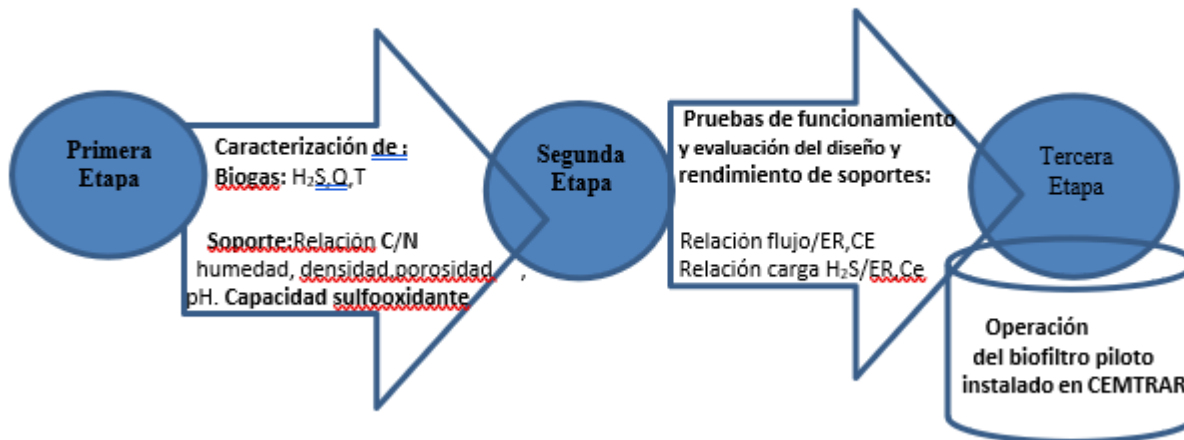 Primera
Etapa
Caracterización de :
Biogas: H₂S,Q,T
Soporte:Relación C/N
humedad, densidad,porosidad, ,
pH. Capacidad sulfooxidante
Segunda
Etapa
Pruebas de funcionamiento
y evaluación del diseño y
rendimiento de soportes:
Relación flujo/ER,CE
Relación carga H₂S/ER,Ce
Tercera
Etapa
Operación
del biofiltro piloto
instalado en CEMTRAR